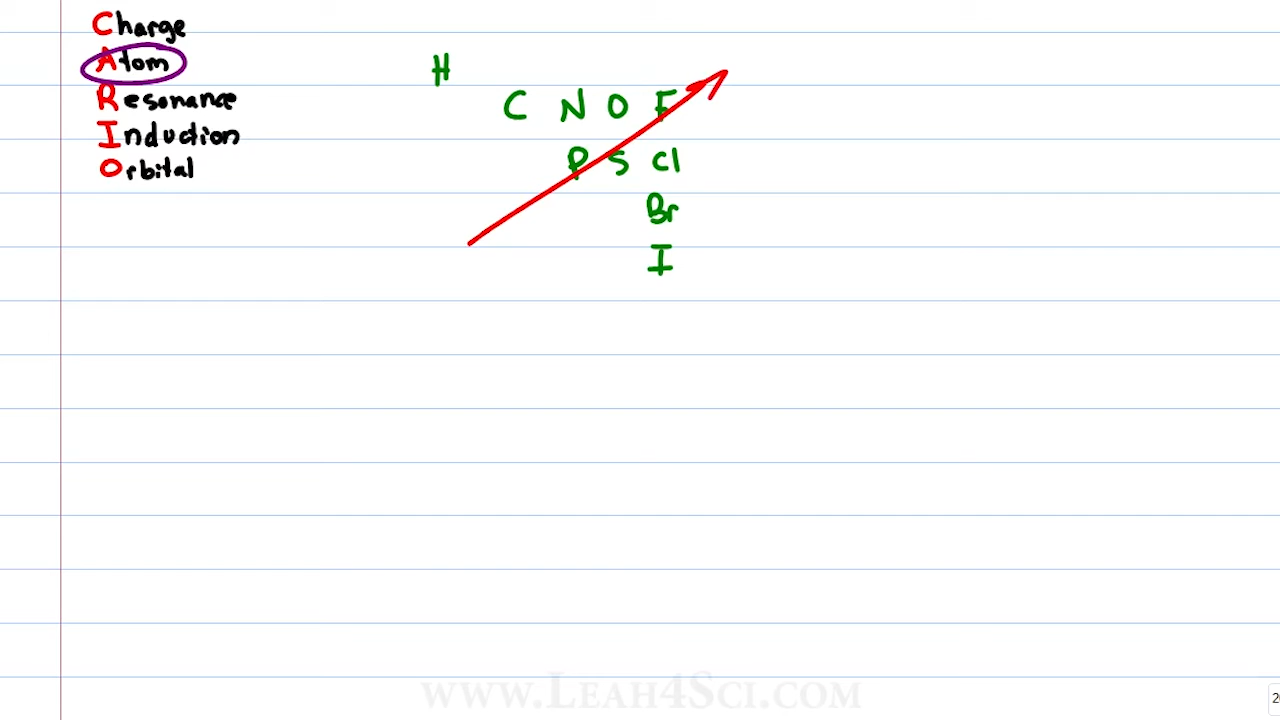 Charge
Atom
Resonance
Induction
Orbital
H
C N O F
P S Cl
Br
I
www.Leah4Sci.com